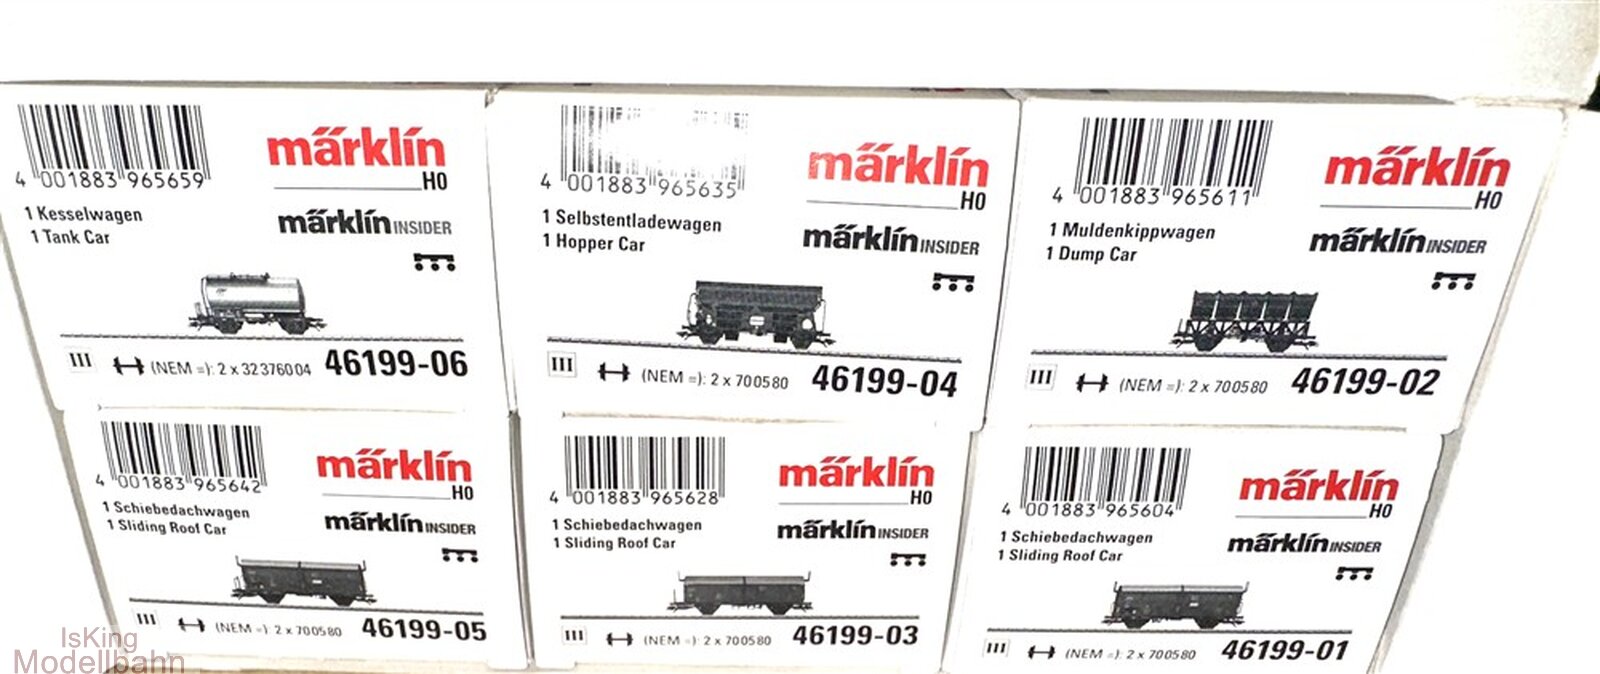 4 001883 965659
märklin
H0
1 Kesselwagen
1 Tank Car
märklin INSIDER
III (NEM =): 2 x 32376004 46199-06
4 001883 965635
märklin
H0
1 Selbstentladewagen
1 Hopper Car
märklin INSIDER
III (NEM =): 2 x 700580 46199-04
4 001883 965611
märklin
H0
1 Muldenkippwagen
1 Dump Car
märklin INSIDER
III (NEM =): 2 x 700580 46199-02
4 001883 965642
märklin
H0
1 Schiebedachwagen
1 Sliding Roof Car
märklin INSIDER
III (NEM =): 2 x 700580 46199-05
4 001883 965628
märklin
H0
1 Schiebedachwagen
1 Sliding Roof Car
märklin INSIDER
III (NEM =): 2 x 700580 46199-03
4 001883 965604
märklin
H0
1 Schiebedachwagen
1 Sliding Roof Car
märklin INSIDER
III (NEM =): 2 x 700580 46199-01
IsKing
Modellbahn